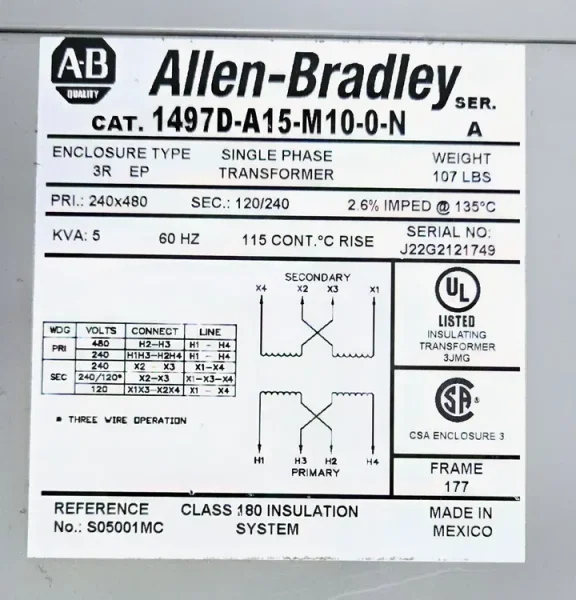 A-B
QUALITY
Allen-Bradley
CAT. 1497D-A15-M10-0-N
SER.
A
ENCLOSURE TYPE
3R EP
SINGLE PHASE
TRANSFORMER
WEIGHT
107 LBS
PRI.: 240x480 SEC.: 120/240 2.6% IMPED @ 135°C
KVA: 5 60 HZ 115 CONT.°C RISE
SERIAL NO:
J22G2121749
SECONDARY
X4 X2 X3 X1
WDG VOLTS CONNECT LINE
PRI 480 H2-H3 H1 - H4
240 H1H3-H2H4 H1 - H4
SEC 240 X2 - X3 X1-X4
240/120* X2-X3 X1-X3-X4
120 X1X3-X2X4 X1 - X4
* THREE WIRE OPERATION
H1 H3 H2 H4
PRIMARY
UL
®
LISTED
INSULATING
TRANSFORMER
3JMG
CSA®
CSA ENCLOSURE 3
FRAME
177
REFERENCE
No.: S05001MC
CLASS 180 INSULATION
SYSTEM
MADE IN
MEXICO